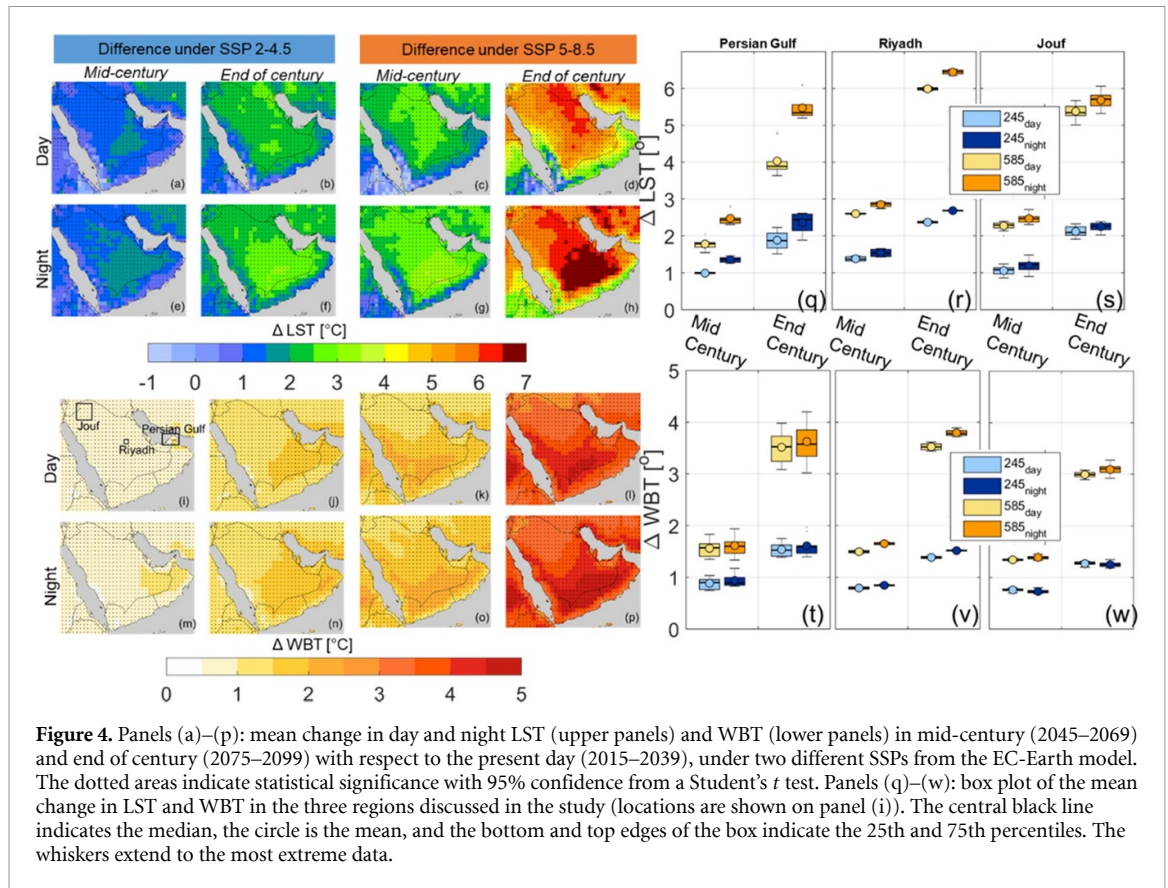 Difference under SSP 2-4.5
Difference under SSP 5-8.5
Mid-century
End of century
Mid-century
End of century
Day
(a)
(b)
(c)
(d)
Night
(e)
(f)
(g)
(h)
Δ LST [°C]
-1 0 1 2 3 4 5 6 7
Day
Jouf
Riyadh
Persian Gulf
(i)
(j)
(k)
(l)
Night
(m)
(n)
(o)
(p)
Δ WBT [°C]
0 1 2 3 4 5
Persian Gulf
Riyadh
Jouf
Δ LST [°]
6
5
4
3
2
1
0
245day
245night
585day
585night
(q)
(r)
(s)
Mid Century
End Century
Mid Century
End Century
Mid Century
End Century
Δ WBT [°]
5
4
3
2
1
0
245day
245night
585day
585night
(t)
(v)
(w)
Figure 4. Panels (a)–(p): mean change in day and night LST (upper panels) and WBT (lower panels) in mid-century (2045–2069)
and end of century (2075–2099) with respect to the present day (2015–2039), under two different SSPs from the EC-Earth model.
The dotted areas indicate statistical significance with 95% confidence from a Student's t test. Panels (q)–(w): box plot of the mean
change in LST and WBT in the three regions discussed in the study (locations are shown on panel (i)). The central black line
indicates the median, the circle is the mean, and the bottom and top edges of the box indicate the 25th and 75th percentiles. The
whiskers extend to the most extreme data.